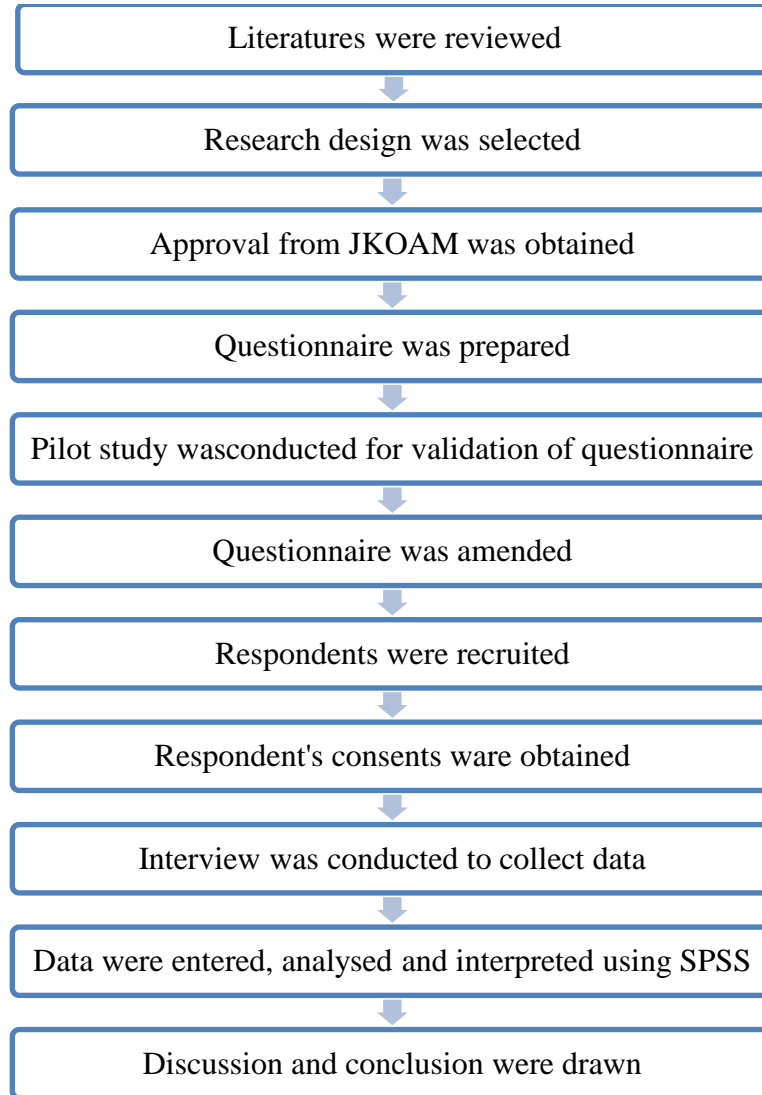 Literatures were reviewed
Research design was selected
Approval from JKOAM was obtained
Questionnaire was prepared
Pilot study wasconducted for validation of questionnaire
Questionnaire was amended
Respondents were recruited
Respondent's consents ware obtained
Interview was conducted to collect data
Data were entered, analysed and interpreted using SPSS
Discussion and conclusion were drawn